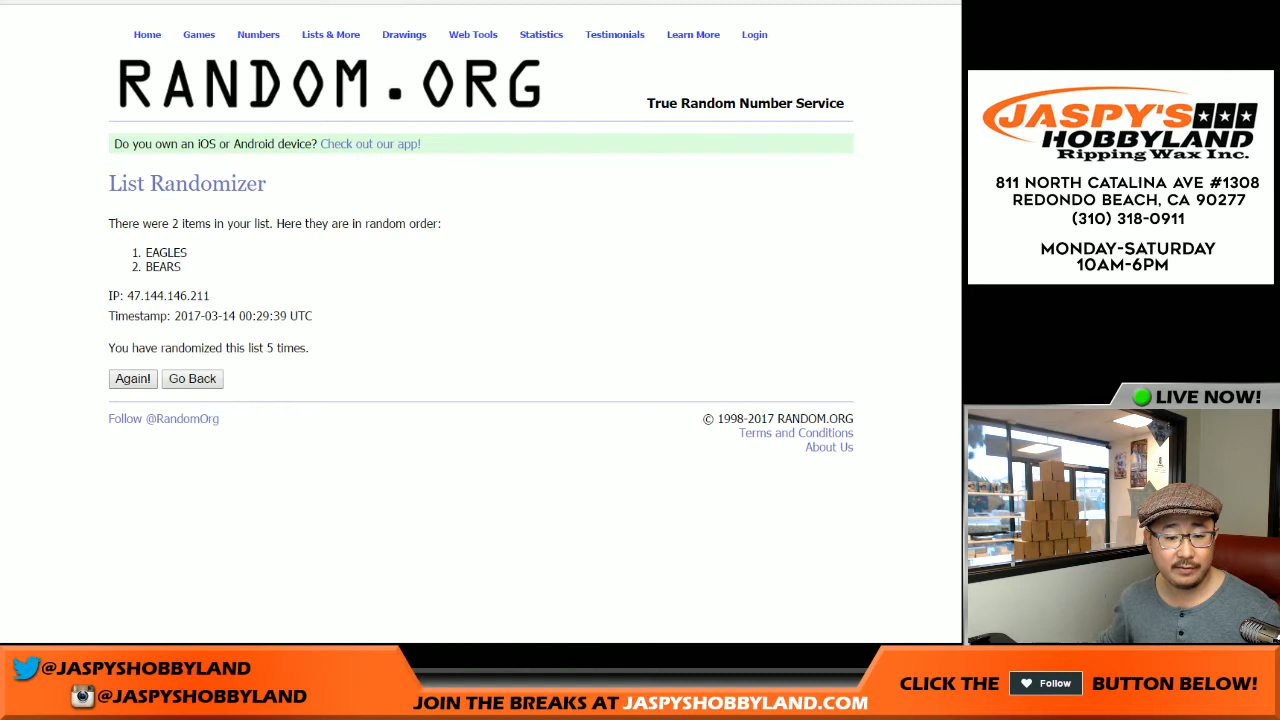 Home Games Numbers Lists & More Drawings Web Tools Statistics Testimonials Learn More Login
RANDOM.ORG
True Random Number Service
Do you own an iOS or Android device? Check out our app!
List Randomizer
There were 2 items in your list. Here they are in random order:
1. EAGLES
2. BEARS
IP: 47.144.146.211
Timestamp: 2017-03-14 00:29:39 UTC
You have randomized this list 5 times.
Again! Go Back
Follow @RandomOrg
© 1998-2017 RANDOM.ORG
Terms and Conditions
About Us
JASPY'S
HOBBYLAND
Ripping Wax Inc.
811 NORTH CATALINA AVE #1308
REDONDO BEACH, CA 90277
(310) 318-0911
MONDAY-SATURDAY
10AM-6PM
LIVE NOW!
@JASPYSHOBBYLAND
@JASPYSHOBBYLAND
JOIN THE BREAKS AT JASPYSHOBBYLAND.COM
CLICK THE Follow BUTTON BELOW!